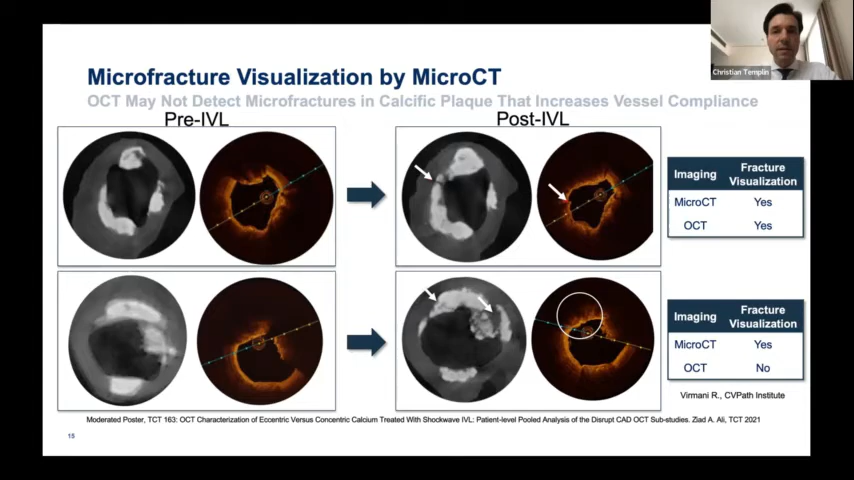 Christian Templin
Microfracture Visualization by MicroCT
OCT May Not Detect Microfractures in Calcific Plaque That Increases Vessel Compliance
Pre-IVL
Post-IVL
Imaging Fracture Visualization
MicroCT Yes
OCT Yes
Imaging Fracture Visualization
MicroCT Yes
OCT No
Virmani R., CVPath Institute
Moderated Poster, TCT 163: OCT Characterization of Eccentric Versus Concentric Calcium Treated With Shockwave IVL: Patient-level Pooled Analysis of the Disrupt CAD OCT Sub-studies. Ziad A. Ali, TCT 2021
15